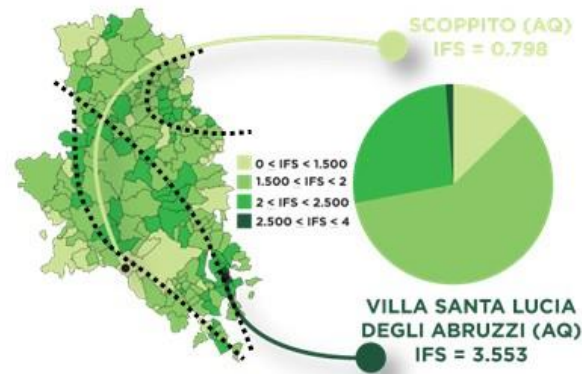 SCOPPITO (AQ)
IFS = 0.798
0 < IFS < 1.500
1.500 < IFS < 2
2 < IFS < 2.500
2.500 < IFS < 4
VILLA SANTA LUCIA
DEGLI ABRUZZI (AQ)
IFS = 3.553